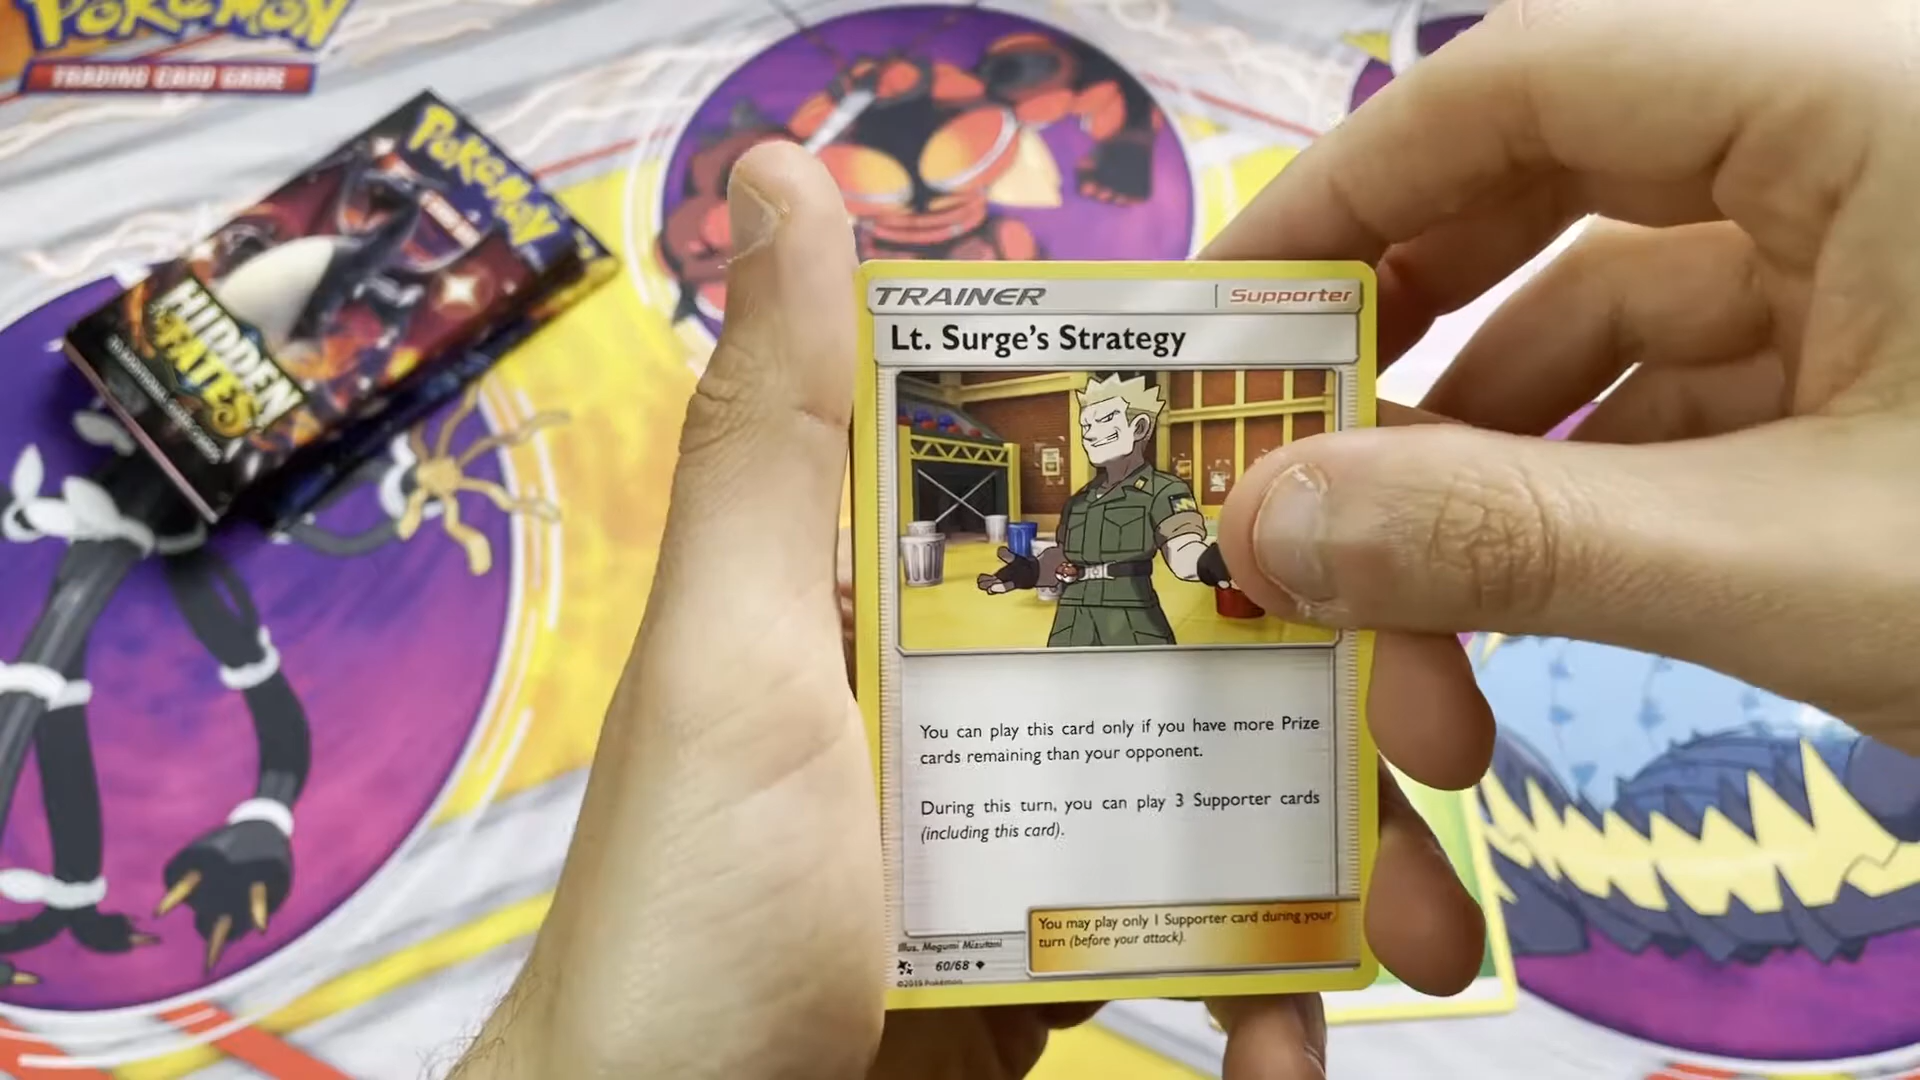 POKÉMON
TRADING CARD GAME
POKÉMON
HIDDEN
FATES
TRAINER
Supporter
Lt. Surge's Strategy
You can play this card only if you have more Prize
cards remaining than your opponent.
During this turn, you can play 3 Supporter cards
(including this card).
You may play only 1 Supporter card during your
turn (before your attack).
Illus. Megumi Mizutani
60/68
©2019 Pokémon